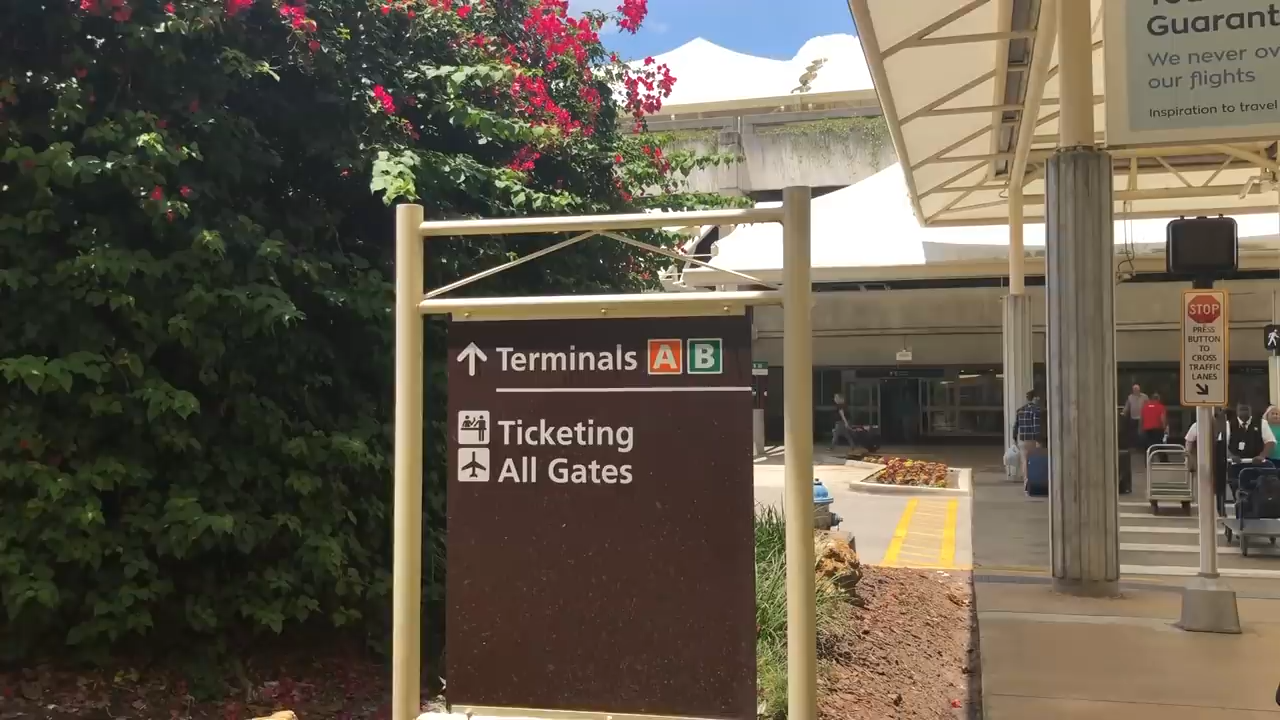 Guarant
We never ov
our flights
Inspiration to travel
Terminals A B
Ticketing
All Gates
STOP
PRESS
BUTTON
TO
CROSS
TRAFFIC
LANES